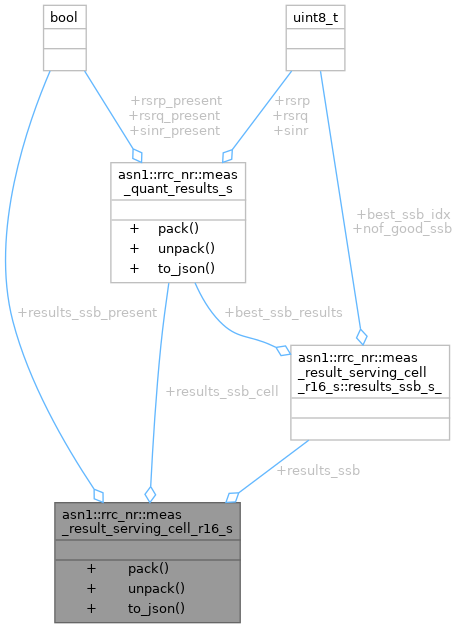 bool
uint8_t
+rsrp_present
+rsrq_present
+sinr_present
+rsrp
+rsrq
+sinr
asn1::rrc_nr::meas
_quant_results_s
+ pack()
+ unpack()
+ to_json()
+best_ssb_idx
+nof_good_ssb
+results_ssb_present
+best_ssb_results
asn1::rrc_nr::meas
_result_serving_cell
_r16_s::results_ssb_s_
+results_ssb_cell
+results_ssb
asn1::rrc_nr::meas
_result_serving_cell_r16_s
+ pack()
+ unpack()
+ to_json()